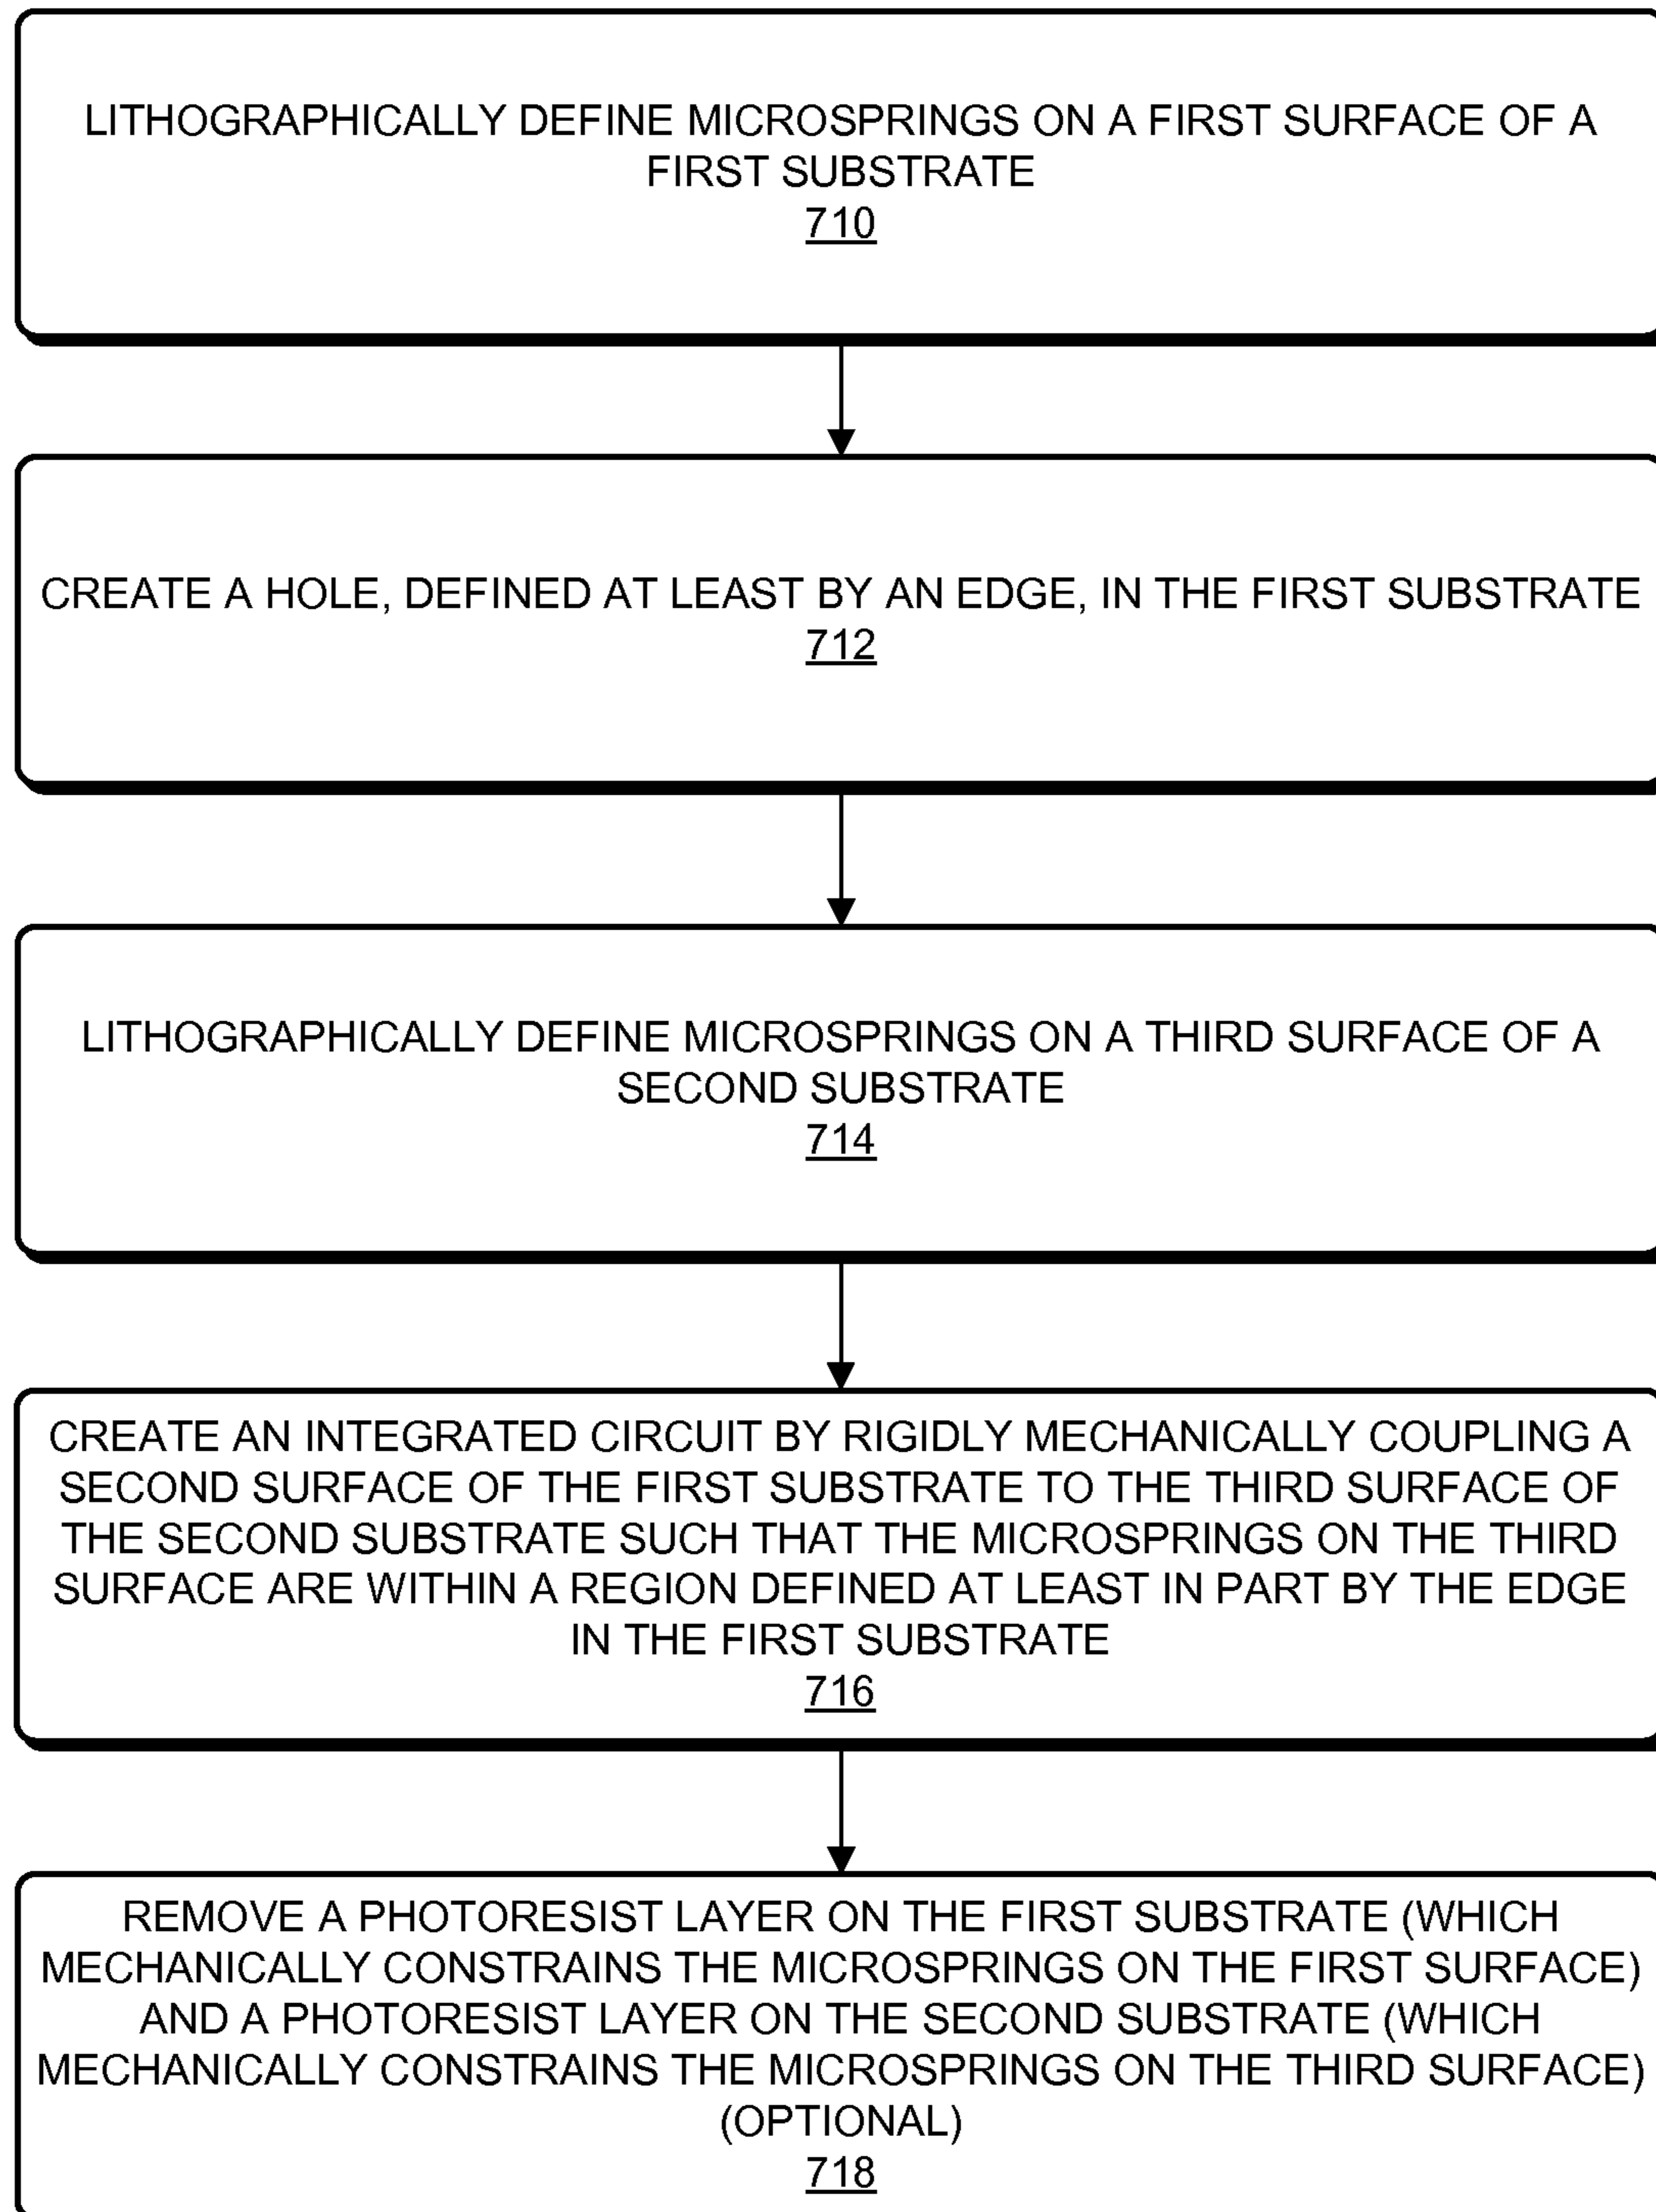 LITHOGRAPHICALLY DEFINE MICROSPRINGS ON A FIRST SURFACE OF A
FIRST SUBSTRATE
710
CREATE A HOLE, DEFINED AT LEAST BY AN EDGE, IN THE FIRST SUBSTRATE
712
LITHOGRAPHICALLY DEFINE MICROSPRINGS ON A THIRD SURFACE OF A
SECOND SUBSTRATE
714
CREATE AN INTEGRATED CIRCUIT BY RIGIDLY MECHANICALLY COUPLING A
SECOND SURFACE OF THE FIRST SUBSTRATE TO THE THIRD SURFACE OF
THE SECOND SUBSTRATE SUCH THAT THE MICROSPRINGS ON THE THIRD
SURFACE ARE WITHIN A REGION DEFINED AT LEAST IN PART BY THE EDGE
IN THE FIRST SUBSTRATE
716
REMOVE A PHOTORESIST LAYER ON THE FIRST SUBSTRATE (WHICH
MECHANICALLY CONSTRAINS THE MICROSPRINGS ON THE FIRST SURFACE)
AND A PHOTORESIST LAYER ON THE SECOND SUBSTRATE (WHICH
MECHANICALLY CONSTRAINS THE MICROSPRINGS ON THE THIRD SURFACE)
(OPTIONAL)
718